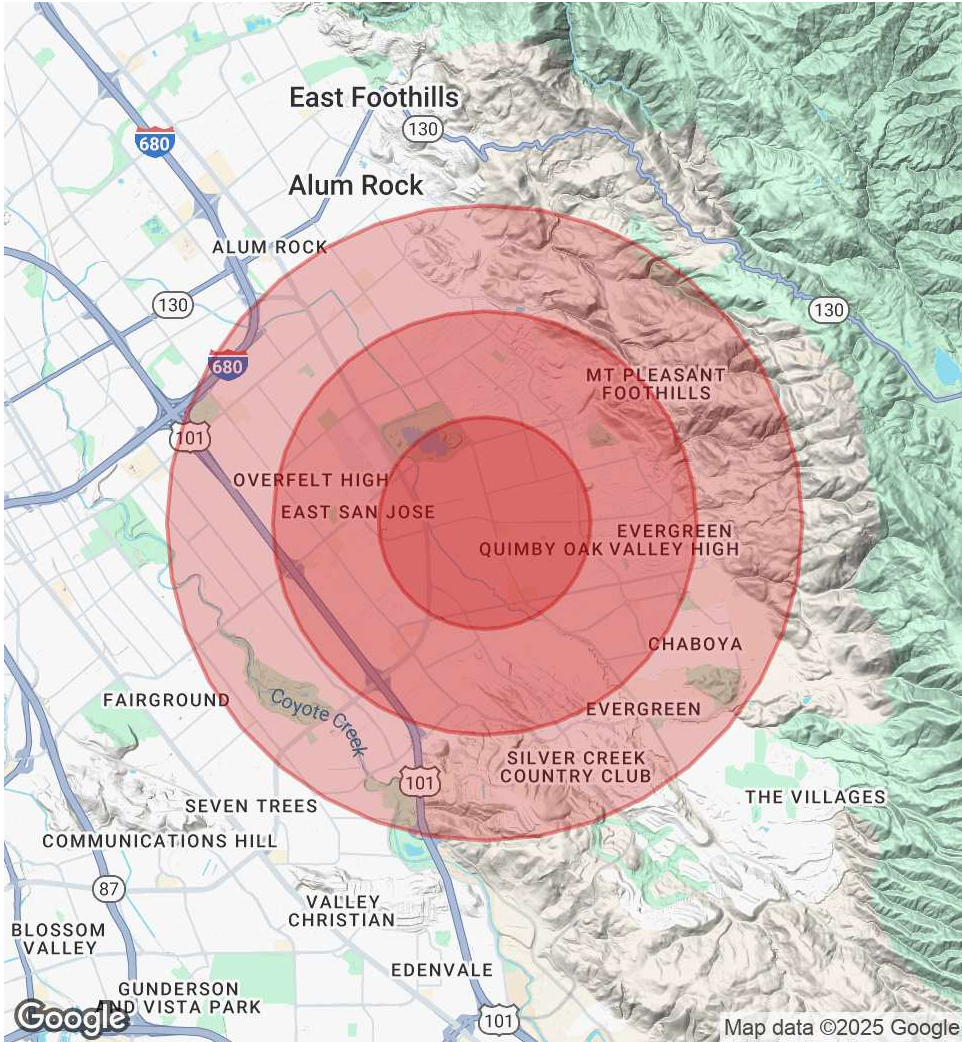 East Foothills
130
680
Alum Rock
ALUM ROCK
130
130
680
MT PLEASANT
FOOTHILLS
101
OVERFELT HIGH
EAST SAN JOSE
EVERGREEN
QUIMBY OAK VALLEY HIGH
CHABOYA
FAIRGROUND
Coyote Creek
EVERGREEN
SILVER CREEK
COUNTRY CLUB
101
THE VILLAGES
SEVEN TREES
COMMUNICATIONS HILL
87
VALLEY
CHRISTIAN
BLOSSOM
VALLEY
EDENVALE
GUNDERSON
AND VISTA PARK
Google
101
Map data ©2025 Google